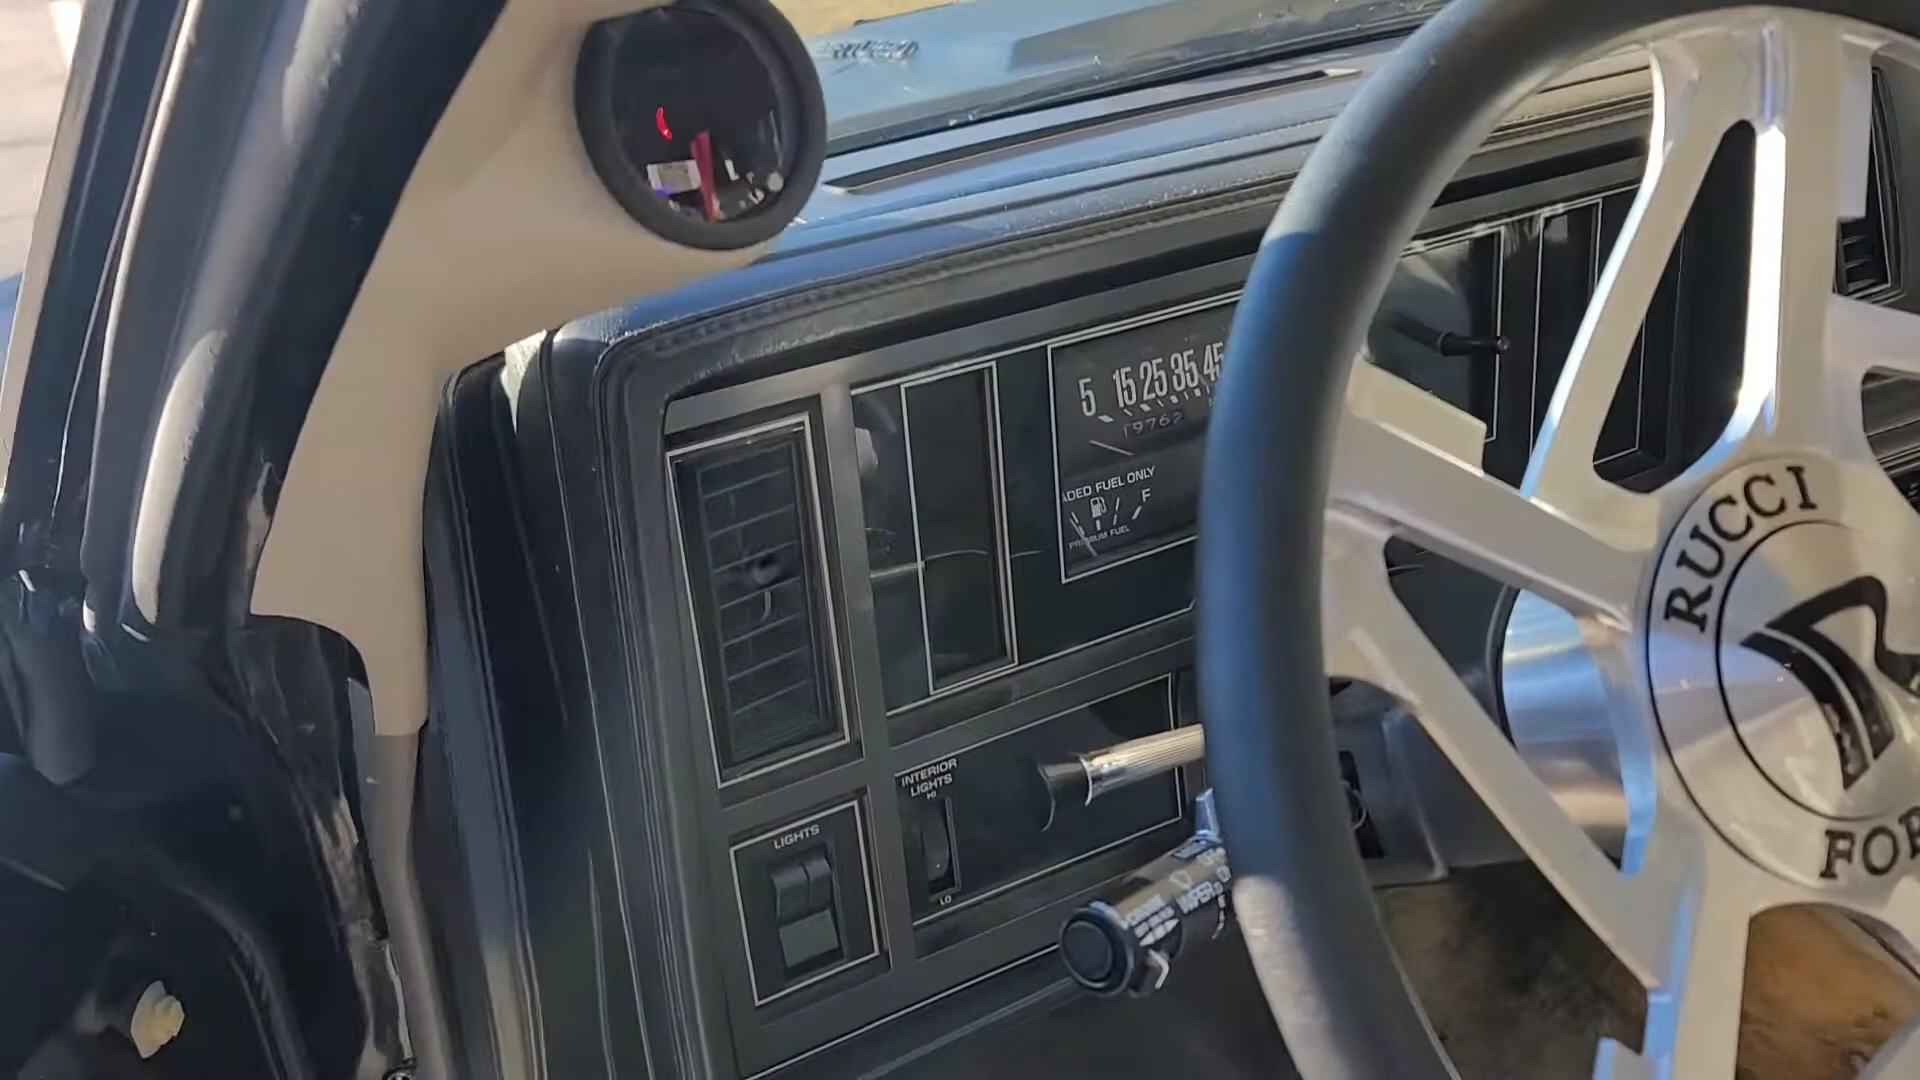 5 15 25 35 45
19762
ADED FUEL ONLY
F
PREMIUM FUEL
INTERIOR
LIGHTS
HI
LO
LIGHTS
WIPER
RUCCI
FOR